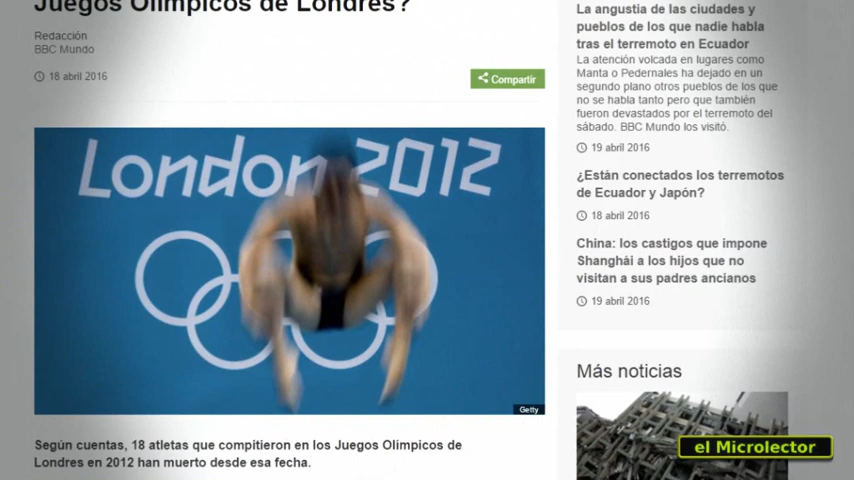 Juegos Olímpicos de Londres?
Redacción
BBC Mundo
18 abril 2016
Compartir
London 2012
Getty
Según cuentas, 18 atletas que compitieron en los Juegos Olímpicos de
Londres en 2012 han muerto desde esa fecha.
La angustia de las ciudades y
pueblos de los que nadie habla
tras el terremoto en Ecuador
La atención volcada en lugares como
Manta o Pedernales ha dejado en un
segundo plano otros pueblos de los que
no se habla tanto pero que también
fueron devastados por el terremoto del
sábado. BBC Mundo los visitó.
19 abril 2016
¿Están conectados los terremotos
de Ecuador y Japón?
18 abril 2016
China: los castigos que impone
Shanghái a los hijos que no
visitan a sus padres ancianos
19 abril 2016
Más noticias
el Microlector